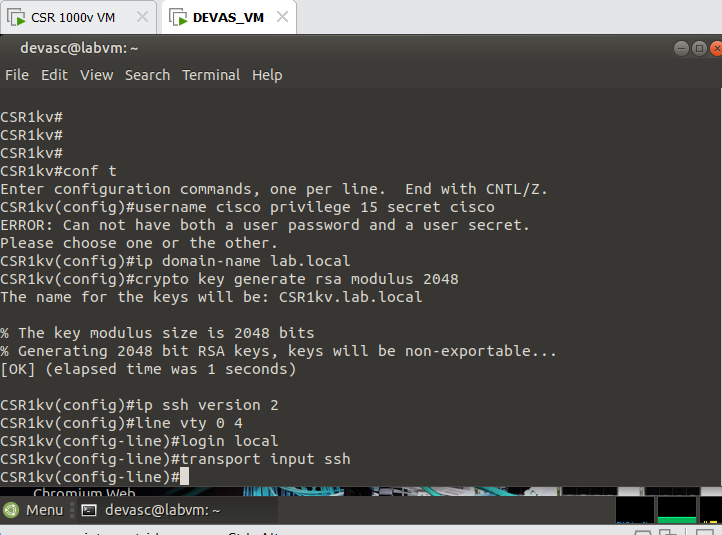 CSR 1000v VM
DEVAS_VM
devasc@labvm: ~
File Edit View Search Terminal Help
CSR1kv#
CSR1kv#
CSR1kv#
CSR1kv#conf t
Enter configuration commands, one per line.  End with CNTL/Z.
CSR1kv(config)#username cisco privilege 15 secret cisco
ERROR: Can not have both a user password and a user secret.
Please choose one or the other.
CSR1kv(config)#ip domain-name lab.local
CSR1kv(config)#crypto key generate rsa modulus 2048
The name for the keys will be: CSR1kv.lab.local
% The key modulus size is 2048 bits
% Generating 2048 bit RSA keys, keys will be non-exportable...
[OK] (elapsed time was 1 seconds)
CSR1kv(config)#ip ssh version 2
CSR1kv(config)#line vty 0 4
CSR1kv(config-line)#login local
CSR1kv(config-line)#transport input ssh
CSR1kv(config-line)#
Chromium Web
Menu
devasc@labvm: ~